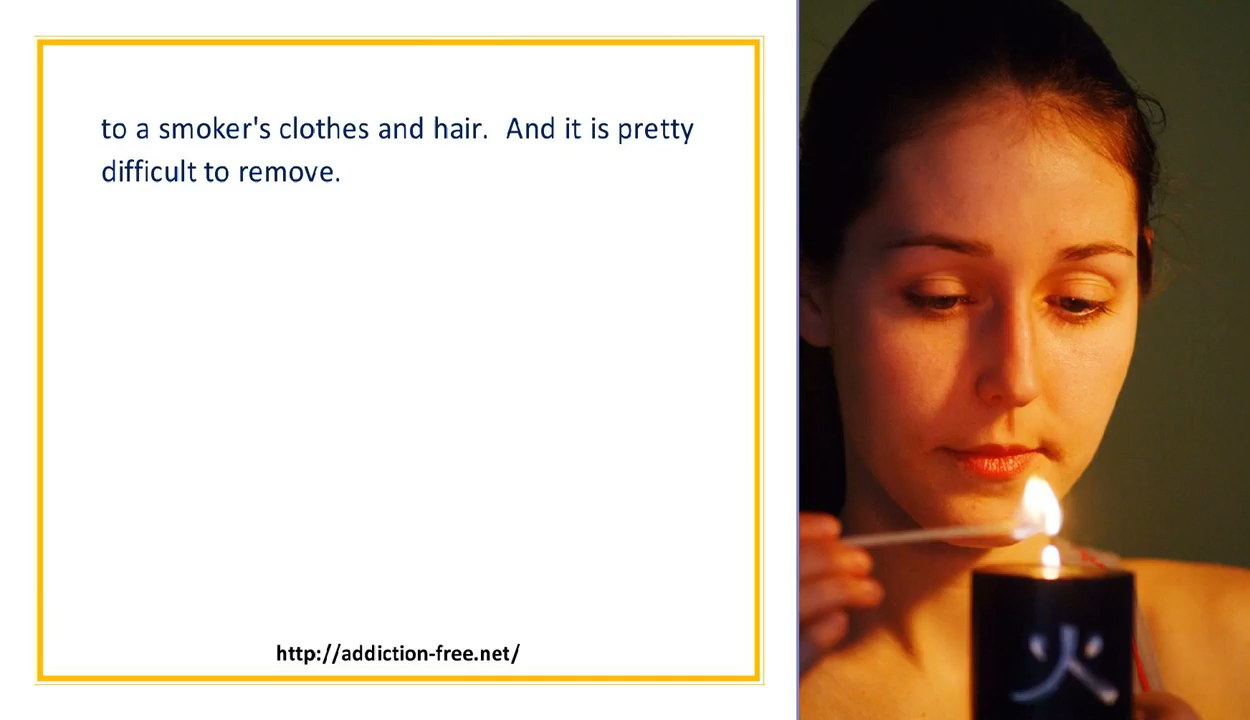 to a smoker's clothes and hair.  And it is pretty
difficult to remove.
http://addiction-free.net/
火